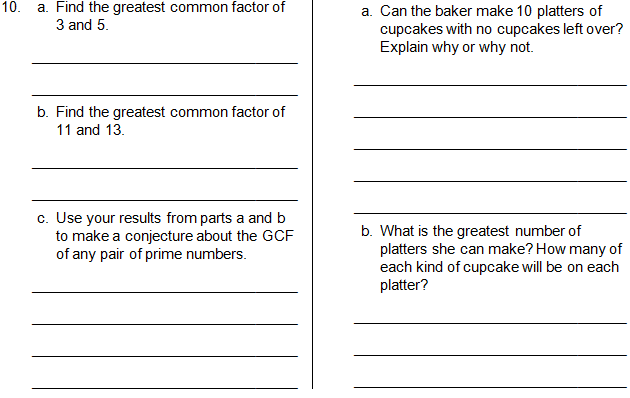 10. a. Find the greatest common factor of
3 and 5.
b. Find the greatest common factor of
11 and 13.
c. Use your results from parts a and b
to make a conjecture about the GCF
of any pair of prime numbers.
a. Can the baker make 10 platters of
cupcakes with no cupcakes left over?
Explain why or why not.
b. What is the greatest number of
platters she can make? How many of
each kind of cupcake will be on each
platter?